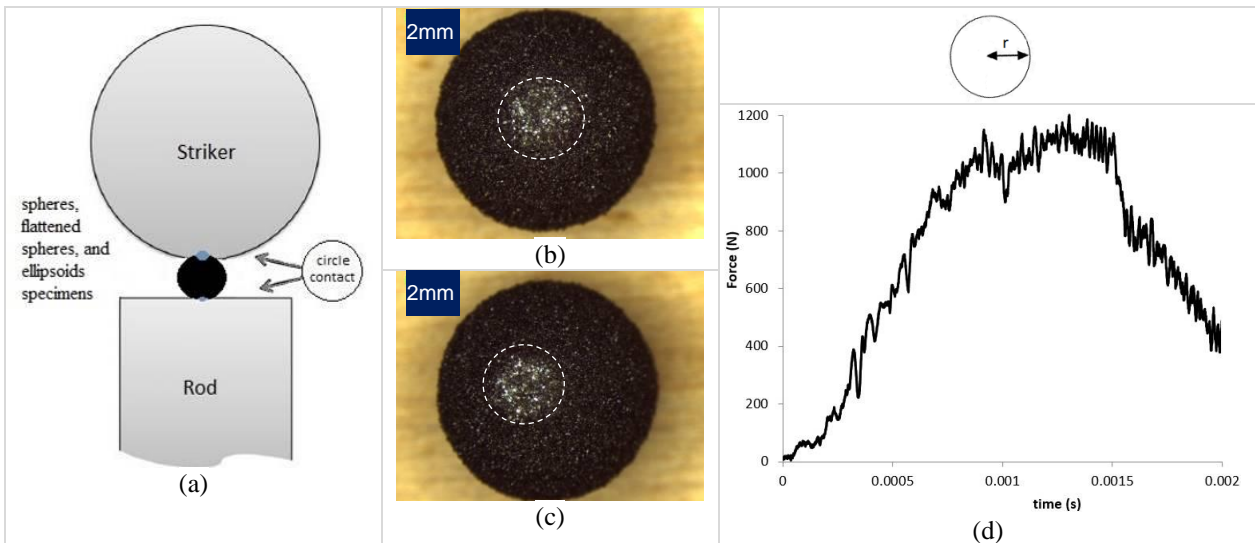 Striker
spheres,
flattened
spheres, and
ellipsoids
specimens
circle
contact
Rod
(a)
2mm
(b)
2mm
(c)
r
Force (N)
1200
1000
800
600
400
200
0
0
0.0005
0.001
0.0015
0.002
time (s)
(d)